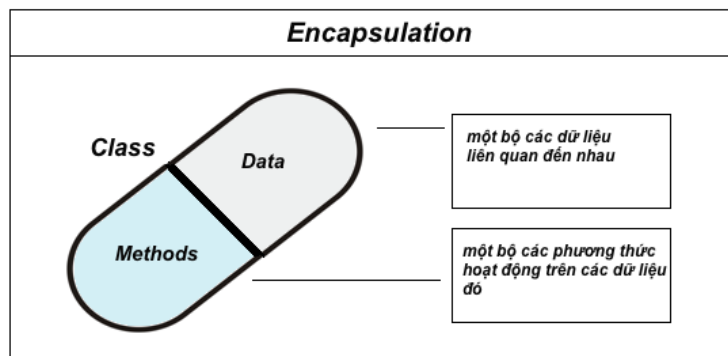 Encapsulation
Class
Data
Methods
một bộ các dữ liệu
liên quan đến nhau
một bộ các phương thức
hoạt động trên các dữ liệu
đó